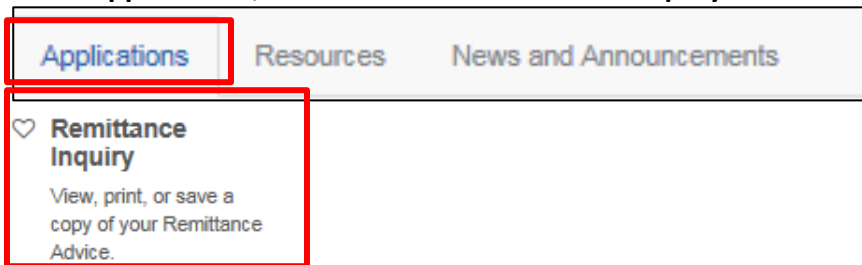 Applications Resources News and Announcements
Remittance
Inquiry
View, print, or save a
copy of your Remittance
Advice.